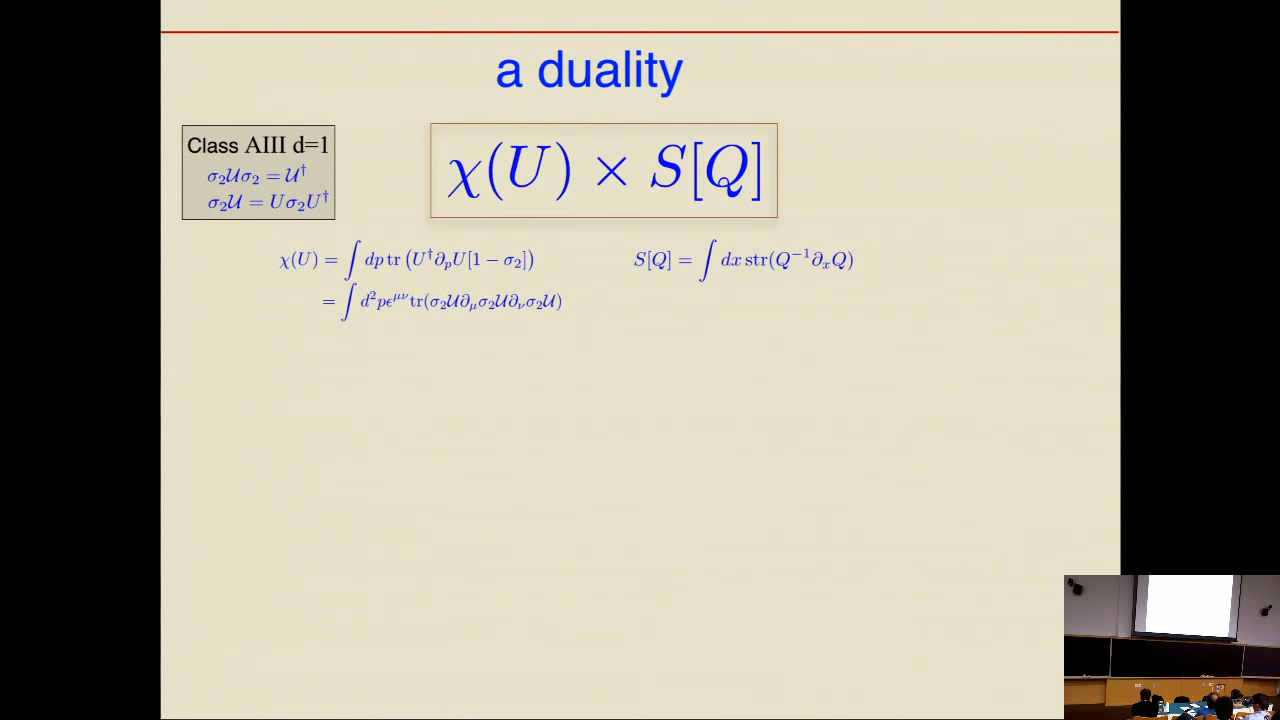 a duality
Class AIII d=1
σ₂𝒰σ₂ = 𝒰†
σ₂𝒰 = Uσ₂U†
χ(U) × S[Q]
χ(U) = ∫ dp tr (U†∂ₚU[1 − σ₂])
= ∫ d²pϵ^{μν}tr(σ₂𝒰∂_μσ₂𝒰∂_νσ₂𝒰)
S[Q] = ∫ dx str(Q⁻¹∂ₓQ)